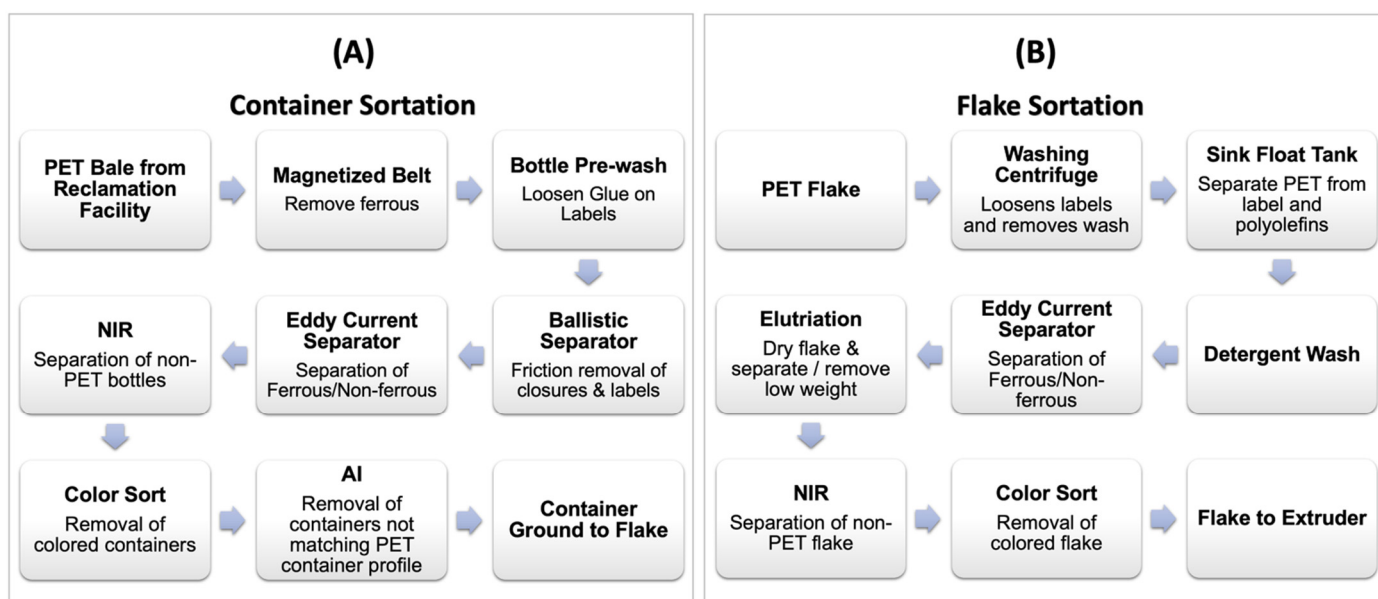 (A)
Container Sortation
PET Bale from
Reclamation
Facility
Magnetized Belt
Remove ferrous
Bottle Pre-wash
Loosen Glue on
Labels
NIR
Separation of non-
PET bottles
Eddy Current
Separator
Separation of
Ferrous/Non-ferrous
Ballistic
Separator
Friction removal of
closures & labels
Color Sort
Removal of
colored containers
AI
Removal of
containers not
matching PET
container profile
Container
Ground to Flake
(B)
Flake Sortation
PET Flake
Washing
Centrifuge
Loosens labels
and removes wash
Sink Float Tank
Separate PET from
label and
polyolefins
Elutriation
Dry flake &
separate / remove
low weight
Eddy Current
Separator
Separation of
Ferrous/Non-
ferrous
Detergent Wash
NIR
Separation of non-
PET flake
Color Sort
Removal of
colored flake
Flake to Extruder